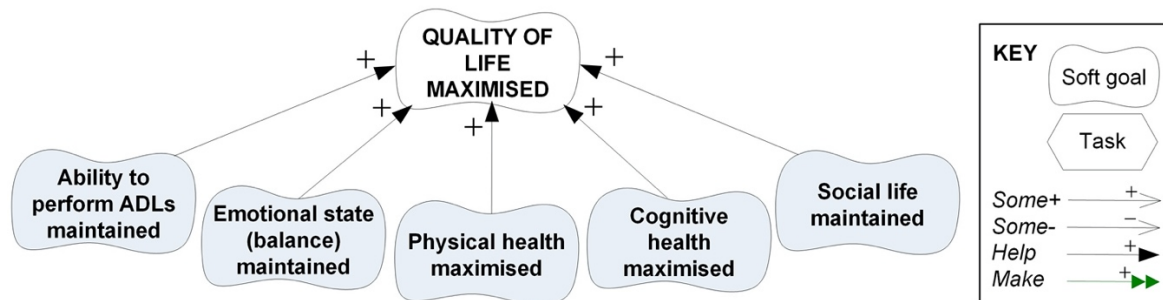 QUALITY OF
LIFE
MAXIMISED
+
+
+
+
+
Ability to
perform ADLs
maintained
Emotional state
(balance)
maintained
Physical health
maximised
Cognitive
health
maximised
Social life
maintained
KEY
Soft goal
Task
Some+ +
Some- −
Help +
Make +